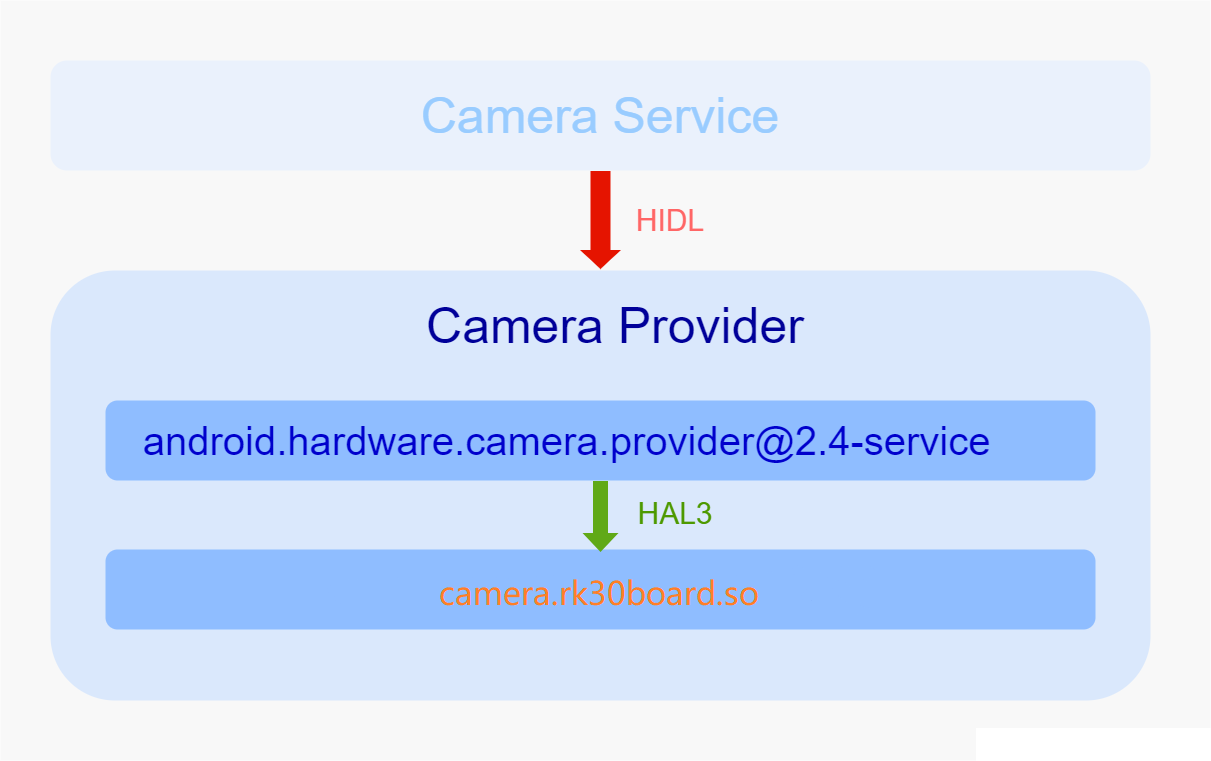 Camera Service
HIDL
Camera Provider
android.hardware.camera.provider@2.4-service
HAL3
camera.rk30board.so